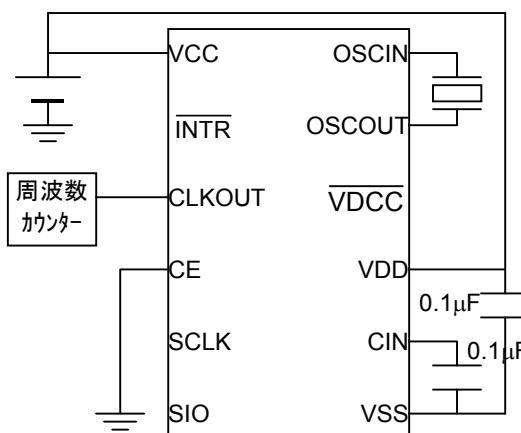 VCC
OSCIN
INTR
OSCOUT
周波数
カウンター
CLKOUT
VDCC
CE
VDD
0.1μF
SCLK
CIN
0.1μF
SIO
VSS